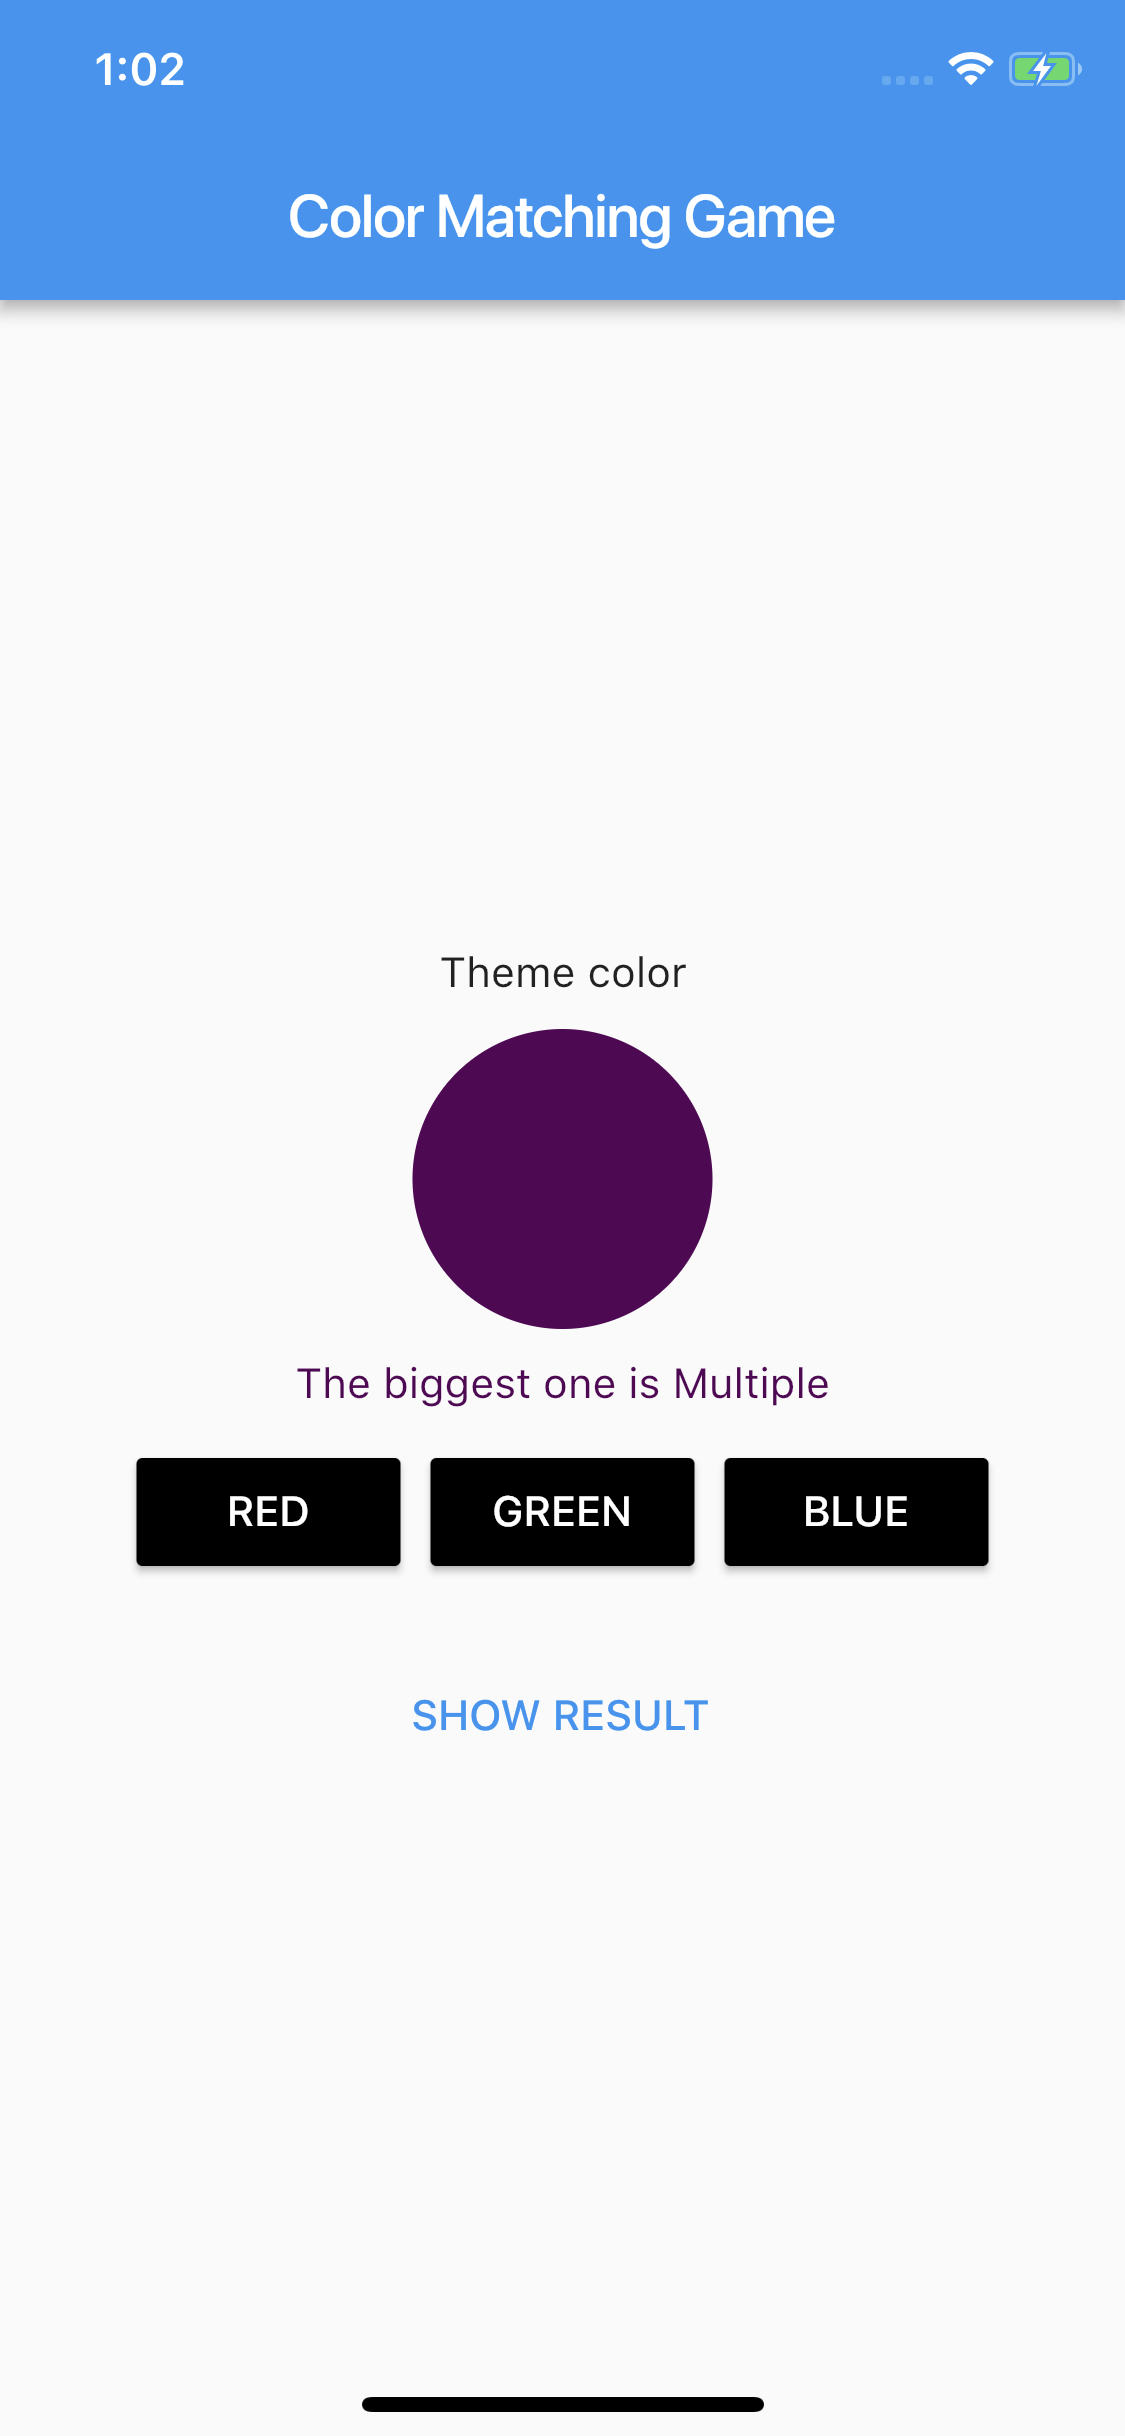 1:02
Color Matching Game
Theme color
The biggest one is Multiple
RED GREEN BLUE
SHOW RESULT